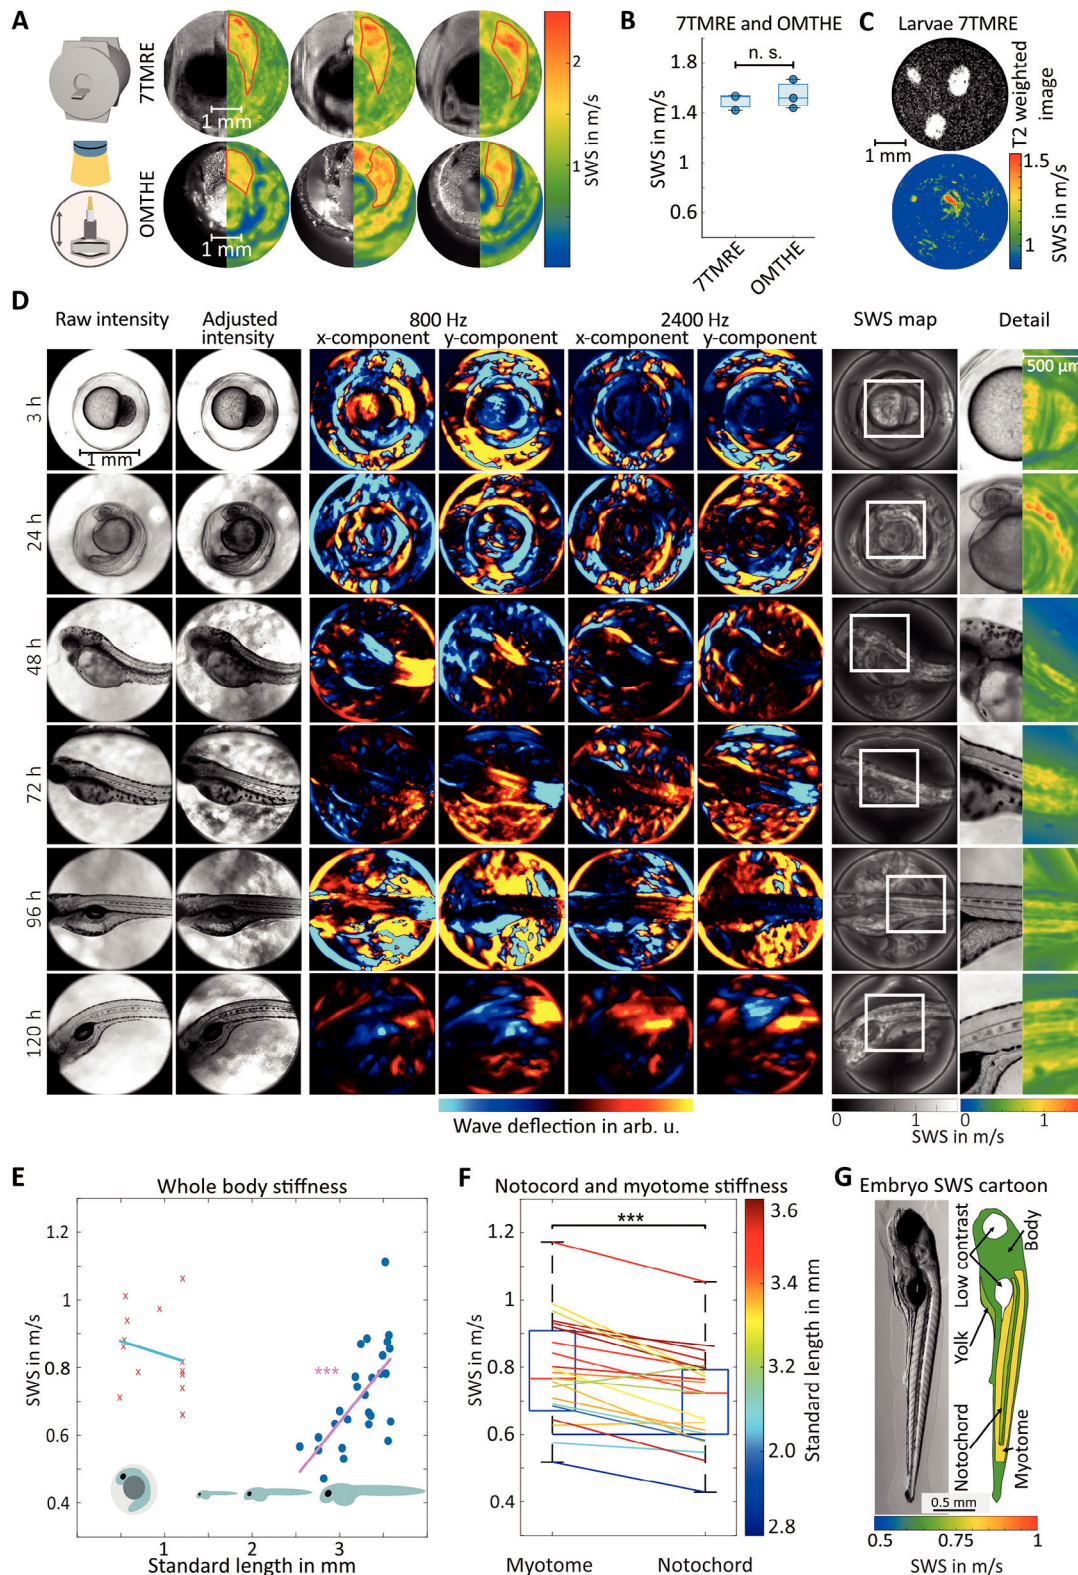 A
7TMRE
OMTHE
1 mm
1 mm
2
1
SWS in m/s
B
7TMRE and OMTHE
n. s.
1.8
1.4
1
0.6
SWS in m/s
7TMRE
OMTHE
C
Larvae 7TMRE
T2 weighted
image
1 mm
1.5
1
SWS in m/s
D
Raw intensity
Adjusted
intensity
800 Hz
x-component
y-component
2400 Hz
x-component
y-component
SWS map
Detail
3 h
1 mm
500 µm
24 h
48 h
72 h
96 h
120 h
Wave deflection in arb. u.
0
1
0
1
SWS in m/s
E
Whole body stiffness
1.2
1
0.8
0.6
0.4
SWS in m/s
***
1
2
3
Standard length in mm
F
Notocord and myotome stiffness
***
1.2
1
0.8
0.6
0.4
SWS in m/s
Myotome
Notochord
3.6
3.2
2.0
2.8
Standard length in mm
G
Embryo SWS cartoon
Low contrast
Body
Yolk
Notochord
Myotome
0.5 mm
0.5
0.75
1
SWS in m/s